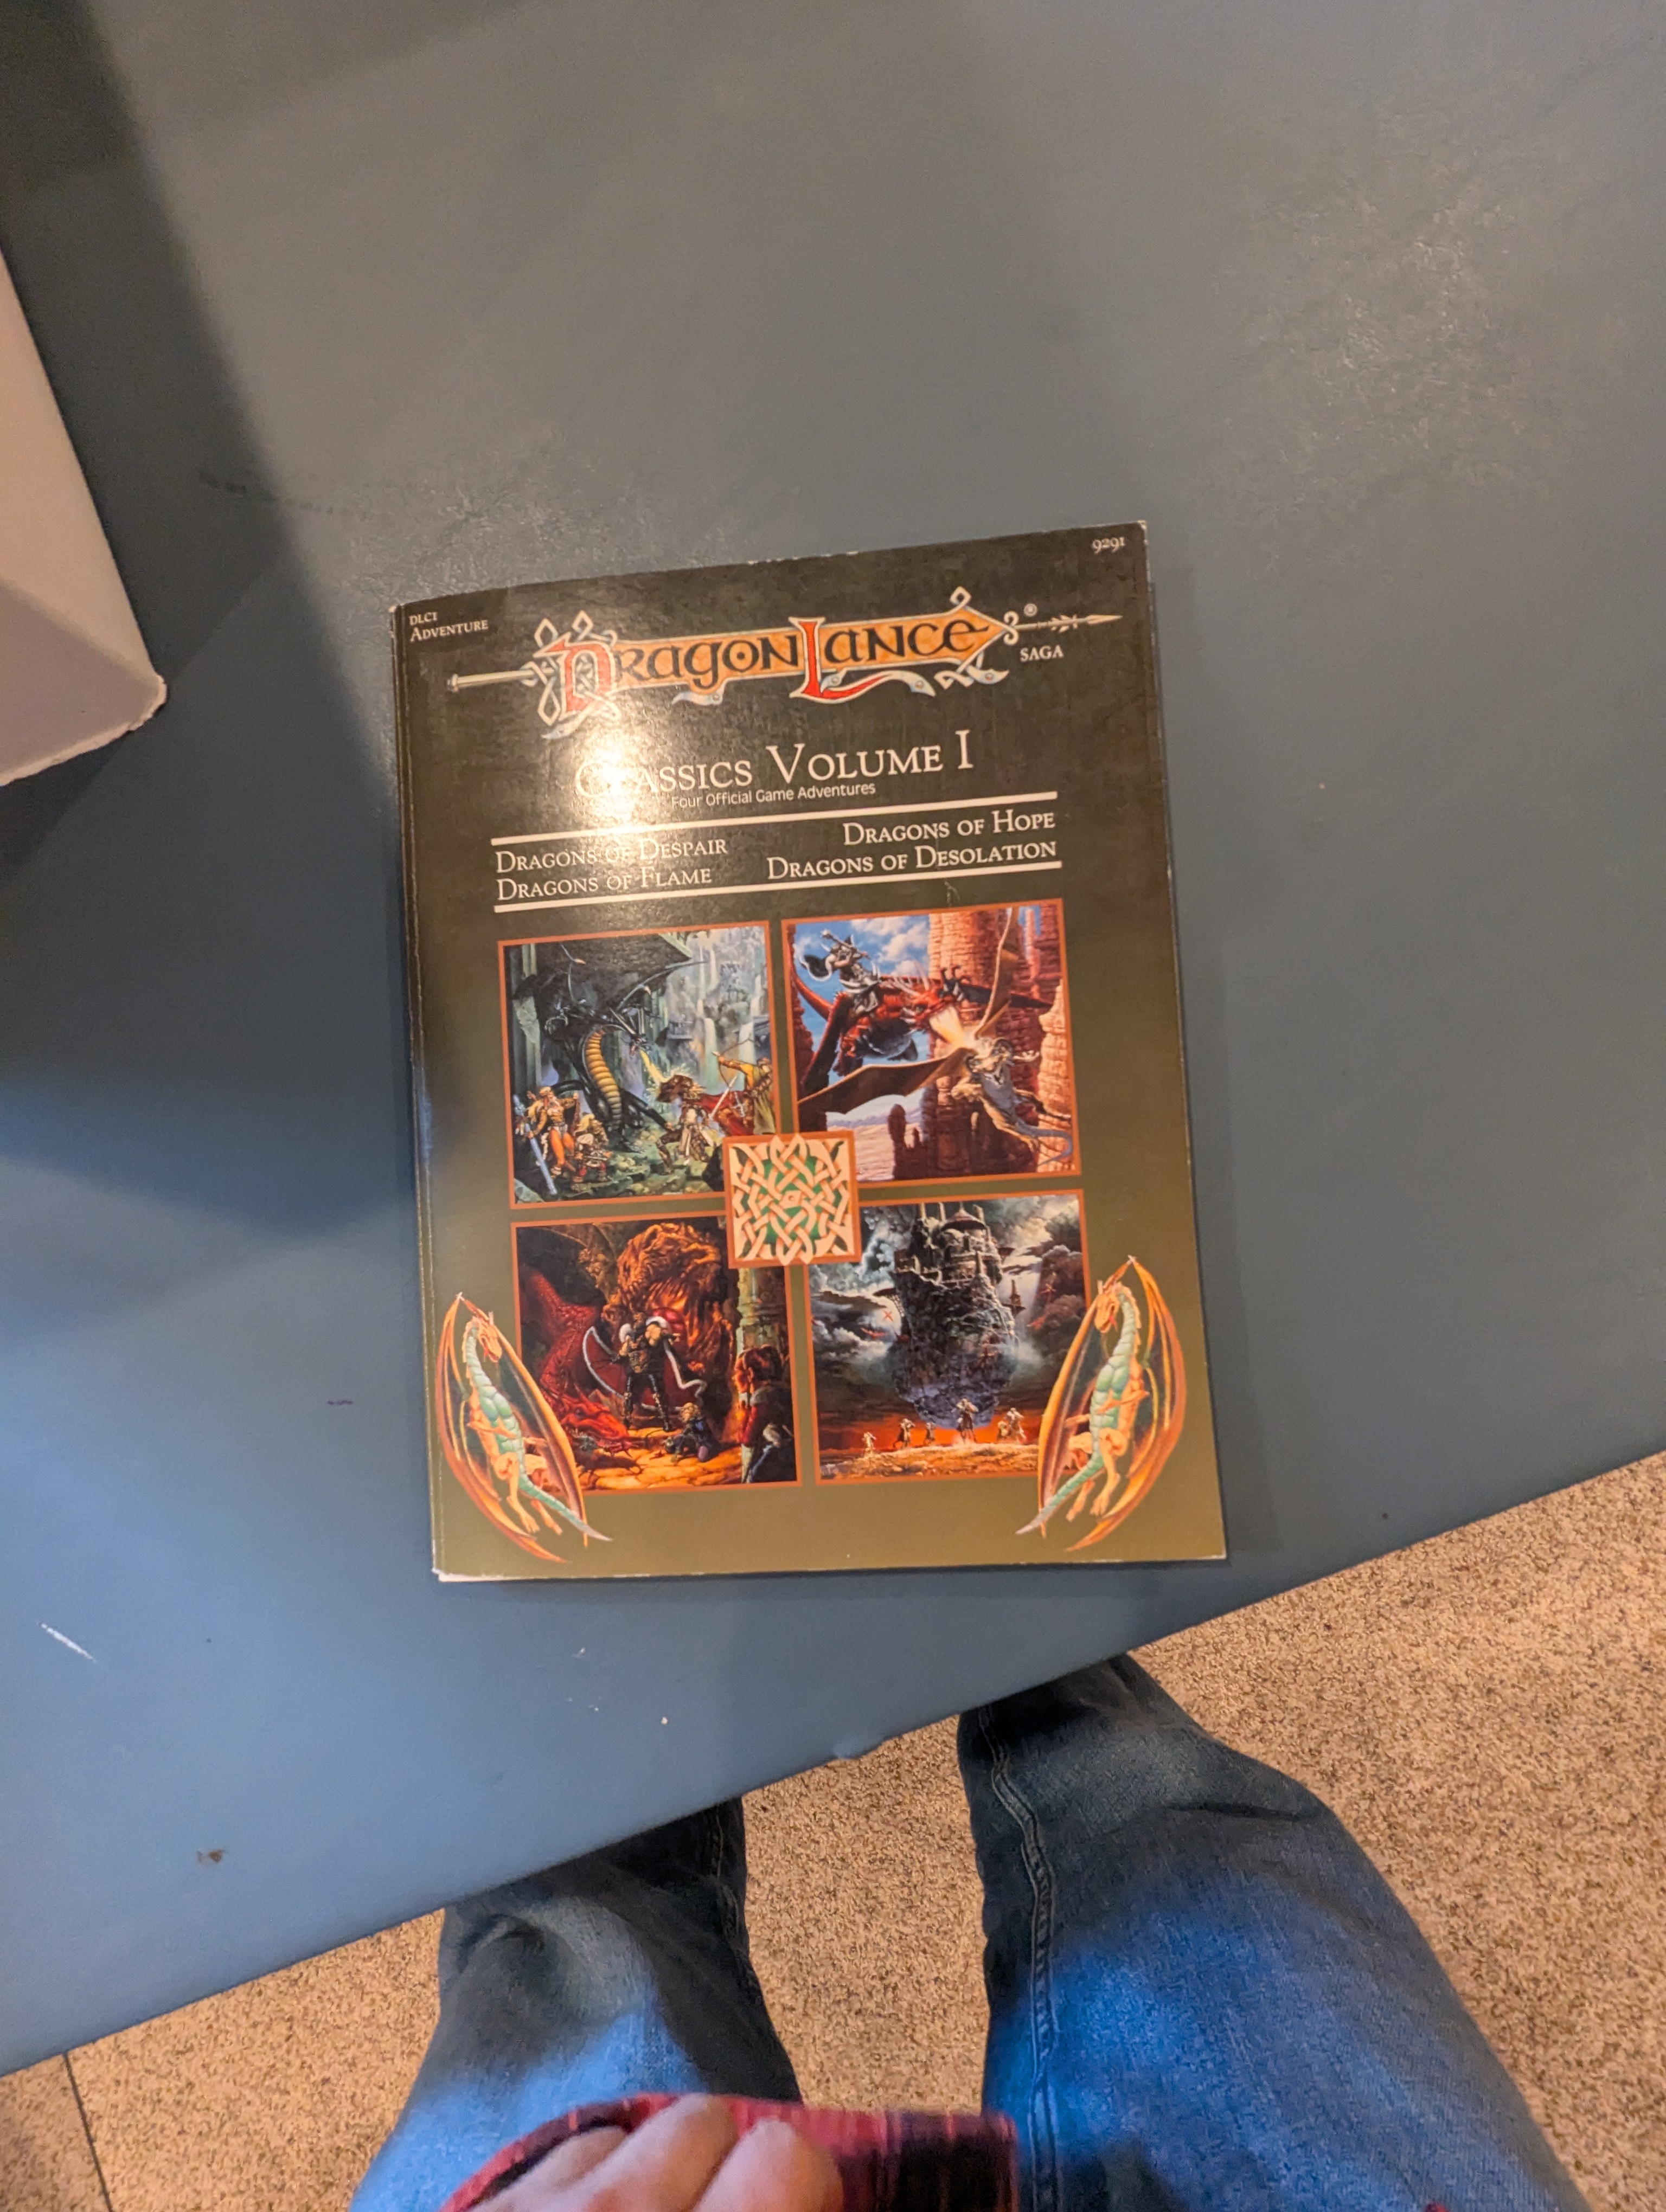 9291
DLC1
ADVENTURE
DRAGONLANCE®
SAGA
CLASSICS VOLUME I
Four Official Game Adventures
DRAGONS OF DESPAIR
DRAGONS OF FLAME
DRAGONS OF HOPE
DRAGONS OF DESOLATION